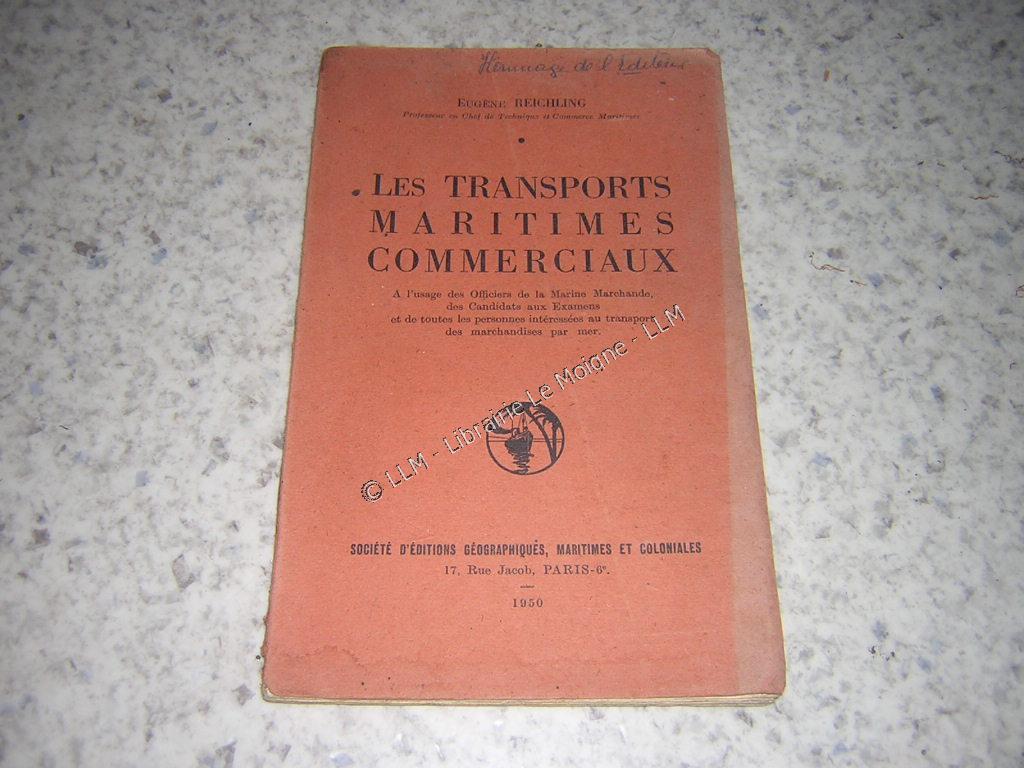 Hommage de l'Editeur
EUGÈNE REICHLING
Professeur en Chef de Technique et Commerce Maritimes
LES TRANSPORTS
MARITIMES
COMMERCIAUX
A l'usage des Officiers de la Marine Marchande,
des Candidats aux Examens
et de toutes les personnes intéressées au transport
des marchandises par mer.
© LLM - Librairie Le Moigne - LLM
SOCIÉTÉ D'ÉDITIONS GÉOGRAPHIQUES, MARITIMES ET COLONIALES
17, Rue Jacob, PARIS-6e.
1950